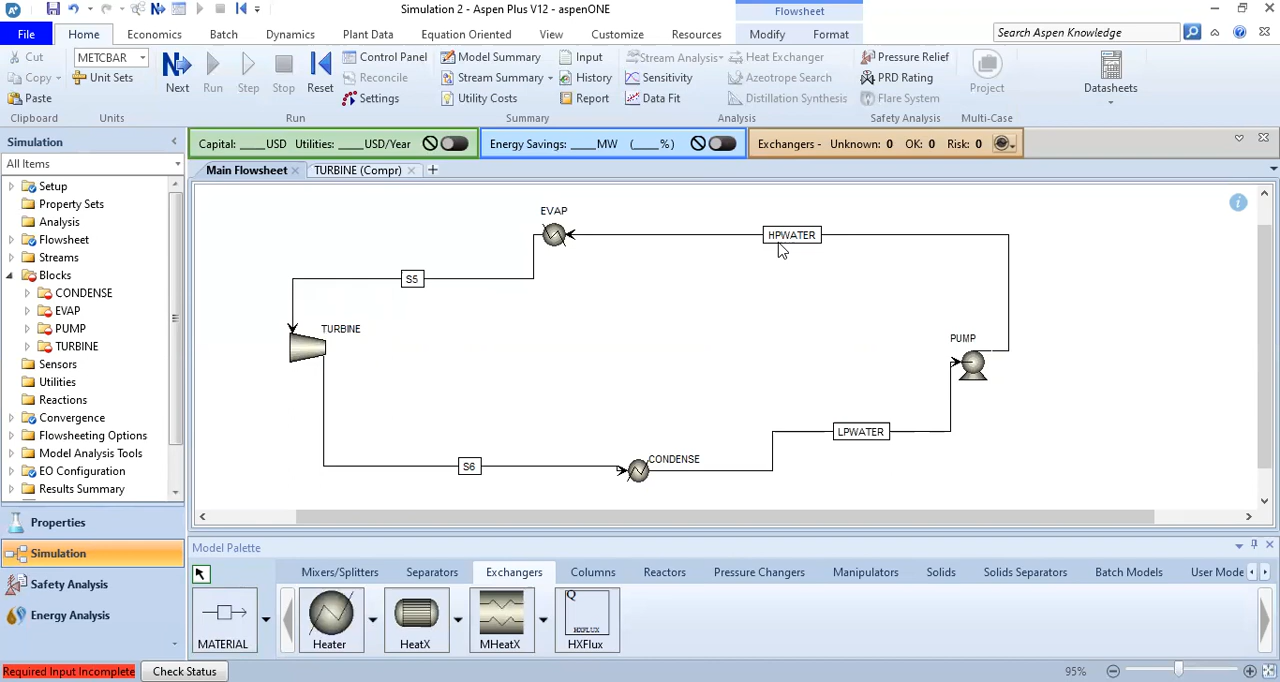 Simulation 2 - Aspen Plus V12 - aspenONE
Flowsheet
File Home Economics Batch Dynamics Plant Data Equation Oriented View Customize Resources Modify Format Search Aspen Knowledge
Cut METCBAR Control Panel Model Summary Input Stream Analysis Heat Exchanger Pressure Relief
Copy Unit Sets Reconcile Stream Summary History Sensitivity Azeotrope Search PRD Rating
Paste Next Run Step Stop Reset Settings Utility Costs Report Data Fit Distillation Synthesis Flare System Project Datasheets
Clipboard Units Run Summary Analysis Safety Analysis Multi-Case
Simulation Capital: ____USD Utilities: ____USD/Year Energy Savings: ____MW (____%) Exchangers - Unknown: 0 OK: 0 Risk: 0
All Items Main Flowsheet TURBINE (Compr)
Setup
Property Sets
Analysis
Flowsheet
Streams
Blocks
CONDENSE
EVAP
PUMP
TURBINE
Sensors
Utilities
Reactions
Convergence
Flowsheeting Options
Model Analysis Tools
EO Configuration
Results Summary
Properties
Simulation
Safety Analysis
Energy Analysis
EVAP
HPWATER
S5
TURBINE
PUMP
LPWATER
CONDENSE
S6
Model Palette
Mixers/Splitters Separators Exchangers Columns Reactors Pressure Changers Manipulators Solids Solids Separators Batch Models User Mode
MATERIAL Heater HeatX MHeatX HXFlux
Q
HXFLUX
Required Input Incomplete Check Status 95%